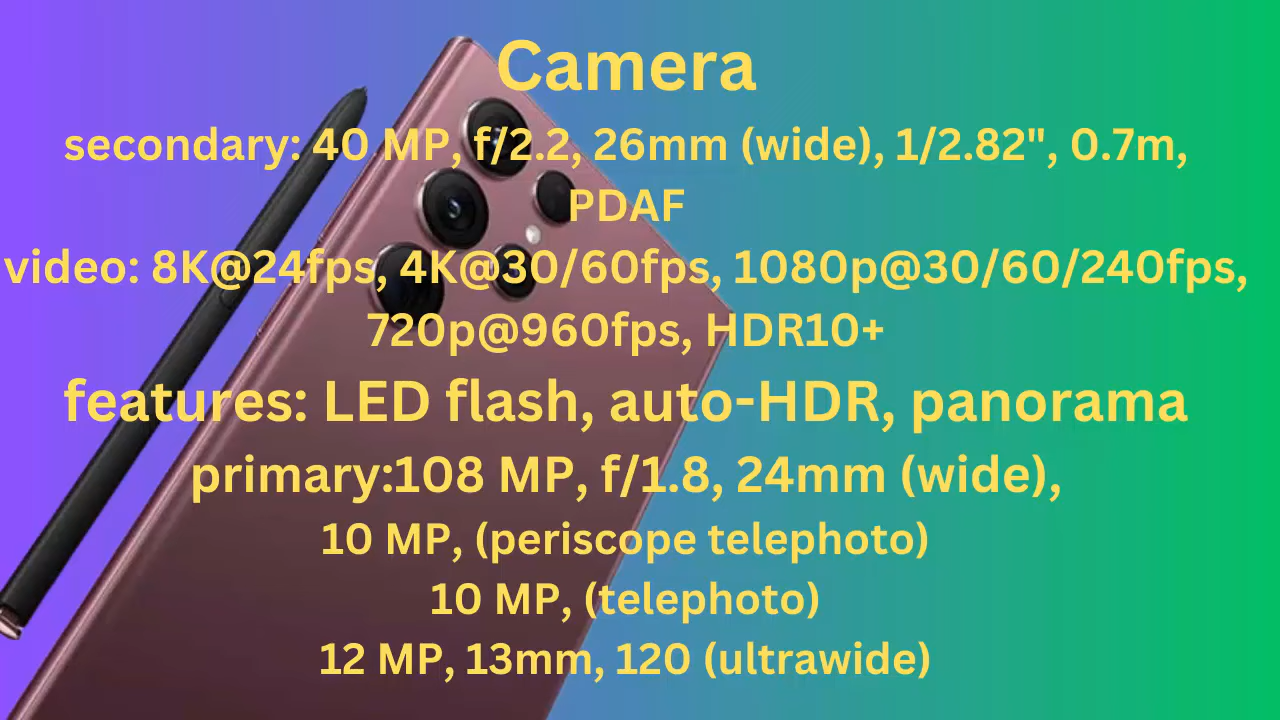 Camera
secondary: 40 MP, f/2.2, 26mm (wide), 1/2.82", 0.7m,
PDAF
video: 8K@24fps, 4K@30/60fps, 1080p@30/60/240fps,
720p@960fps, HDR10+
features: LED flash, auto-HDR, panorama
primary:108 MP, f/1.8, 24mm (wide),
10 MP, (periscope telephoto)
10 MP, (telephoto)
12 MP, 13mm, 120 (ultrawide)